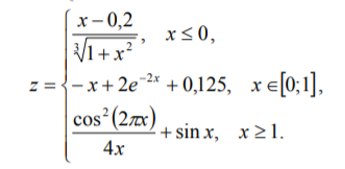 z = { (x−0,2)/∛(1+x²), x ≤ 0,
−x+2e^(−2x)+0,125, x∈[0;1],
cos²(2πx)/(4x) + sin x, x ≥ 1.